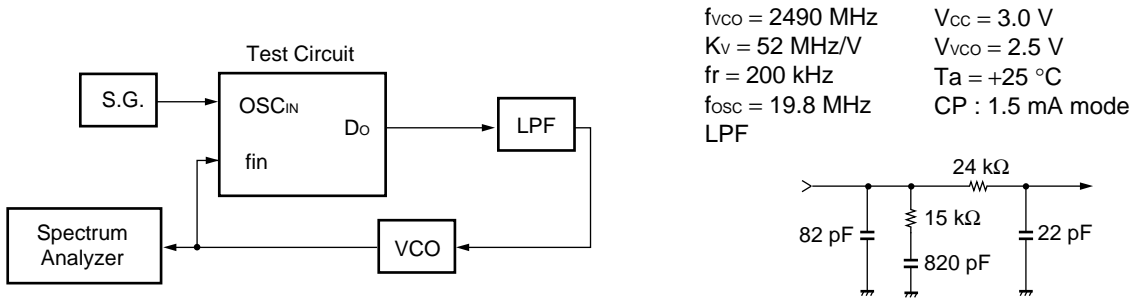 Test Circuit
S.G.
OSCIN
DO
fin
LPF
Spectrum
Analyzer
VCO
fVCO = 2490 MHz
KV = 52 MHz/V
fr = 200 kHz
fOSC = 19.8 MHz
LPF
VCC = 3.0 V
VVCO = 2.5 V
Ta = +25 °C
CP : 1.5 mA mode
24 kΩ
15 kΩ
82 pF
820 pF
22 pF